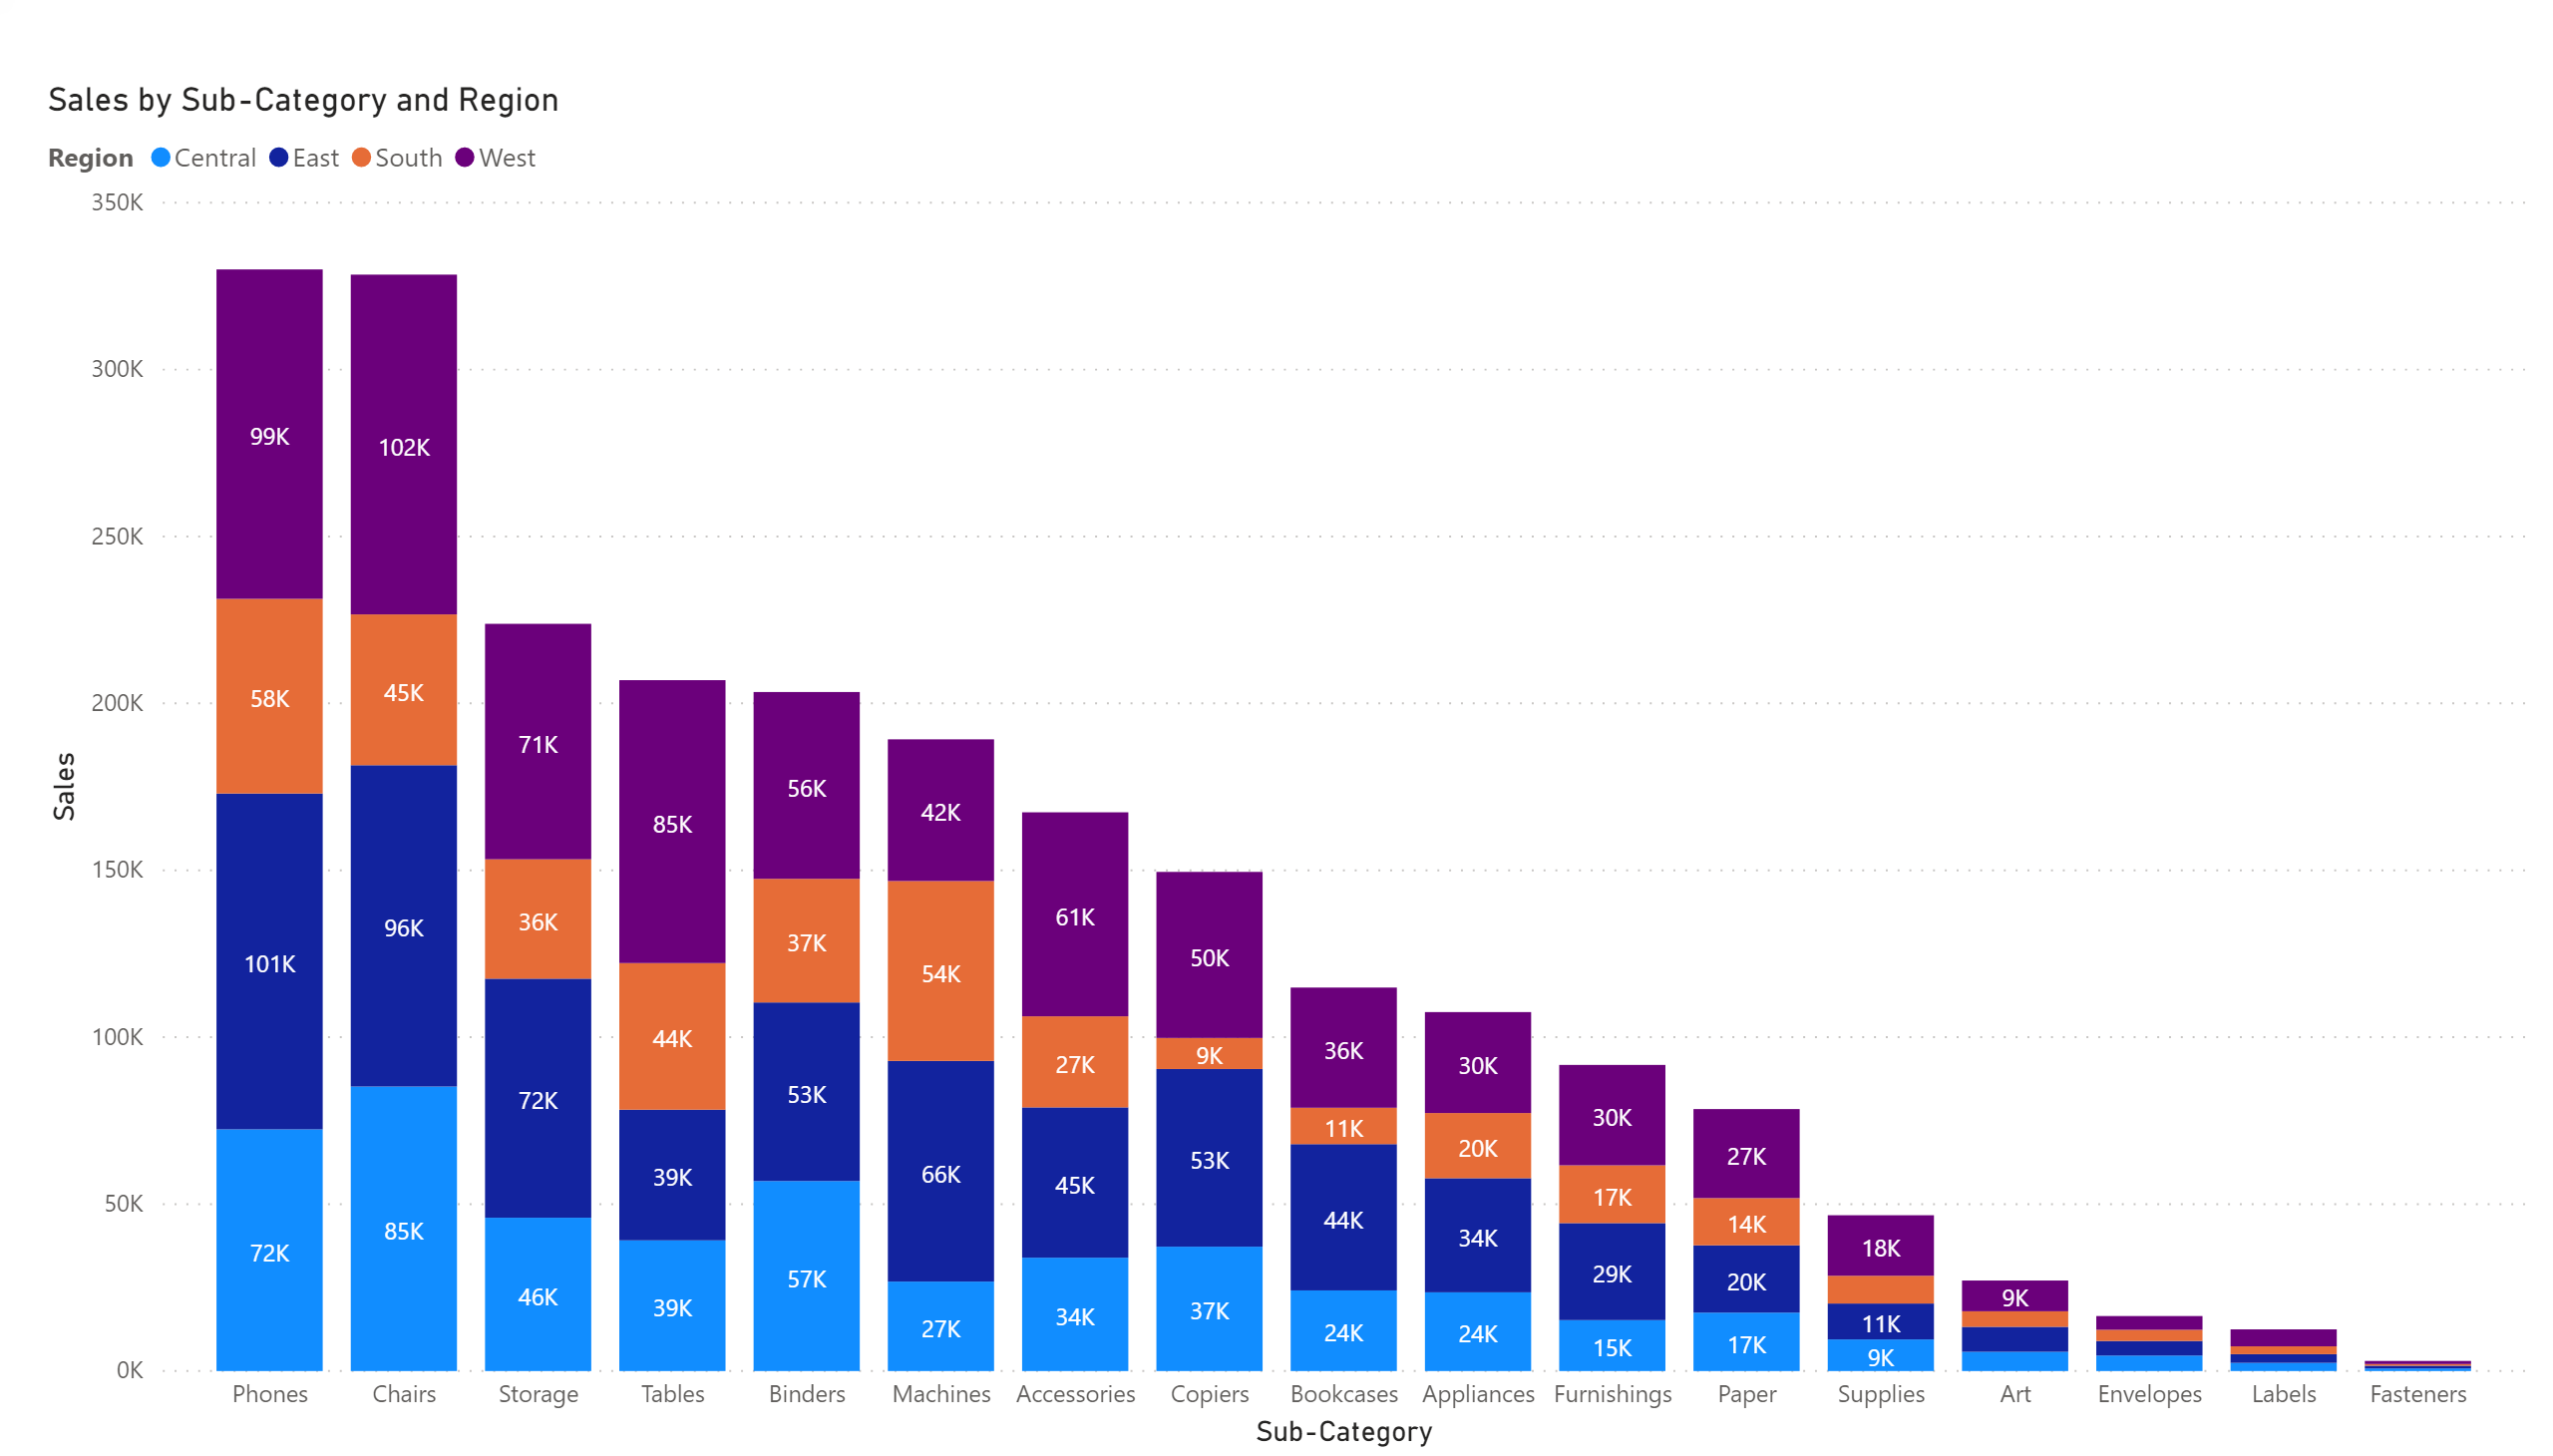 Sales by Sub-Category and Region
Region Central East South West
350K
300K
250K
200K
150K
100K
50K
0K
Sales
99K 102K
58K 45K 71K
101K 96K 36K 85K 56K 42K
72K 85K 72K 44K 37K 54K 61K 50K
46K 39K 53K 66K 27K 9K 36K 30K
39K 57K 27K 45K 53K 11K 20K 30K 27K
34K 37K 44K 34K 17K 14K 18K
24K 24K 29K 20K 11K 9K
15K 17K 9K
Phones Chairs Storage Tables Binders Machines Accessories Copiers Bookcases Appliances Furnishings Paper Supplies Art Envelopes Labels Fasteners
Sub-Category